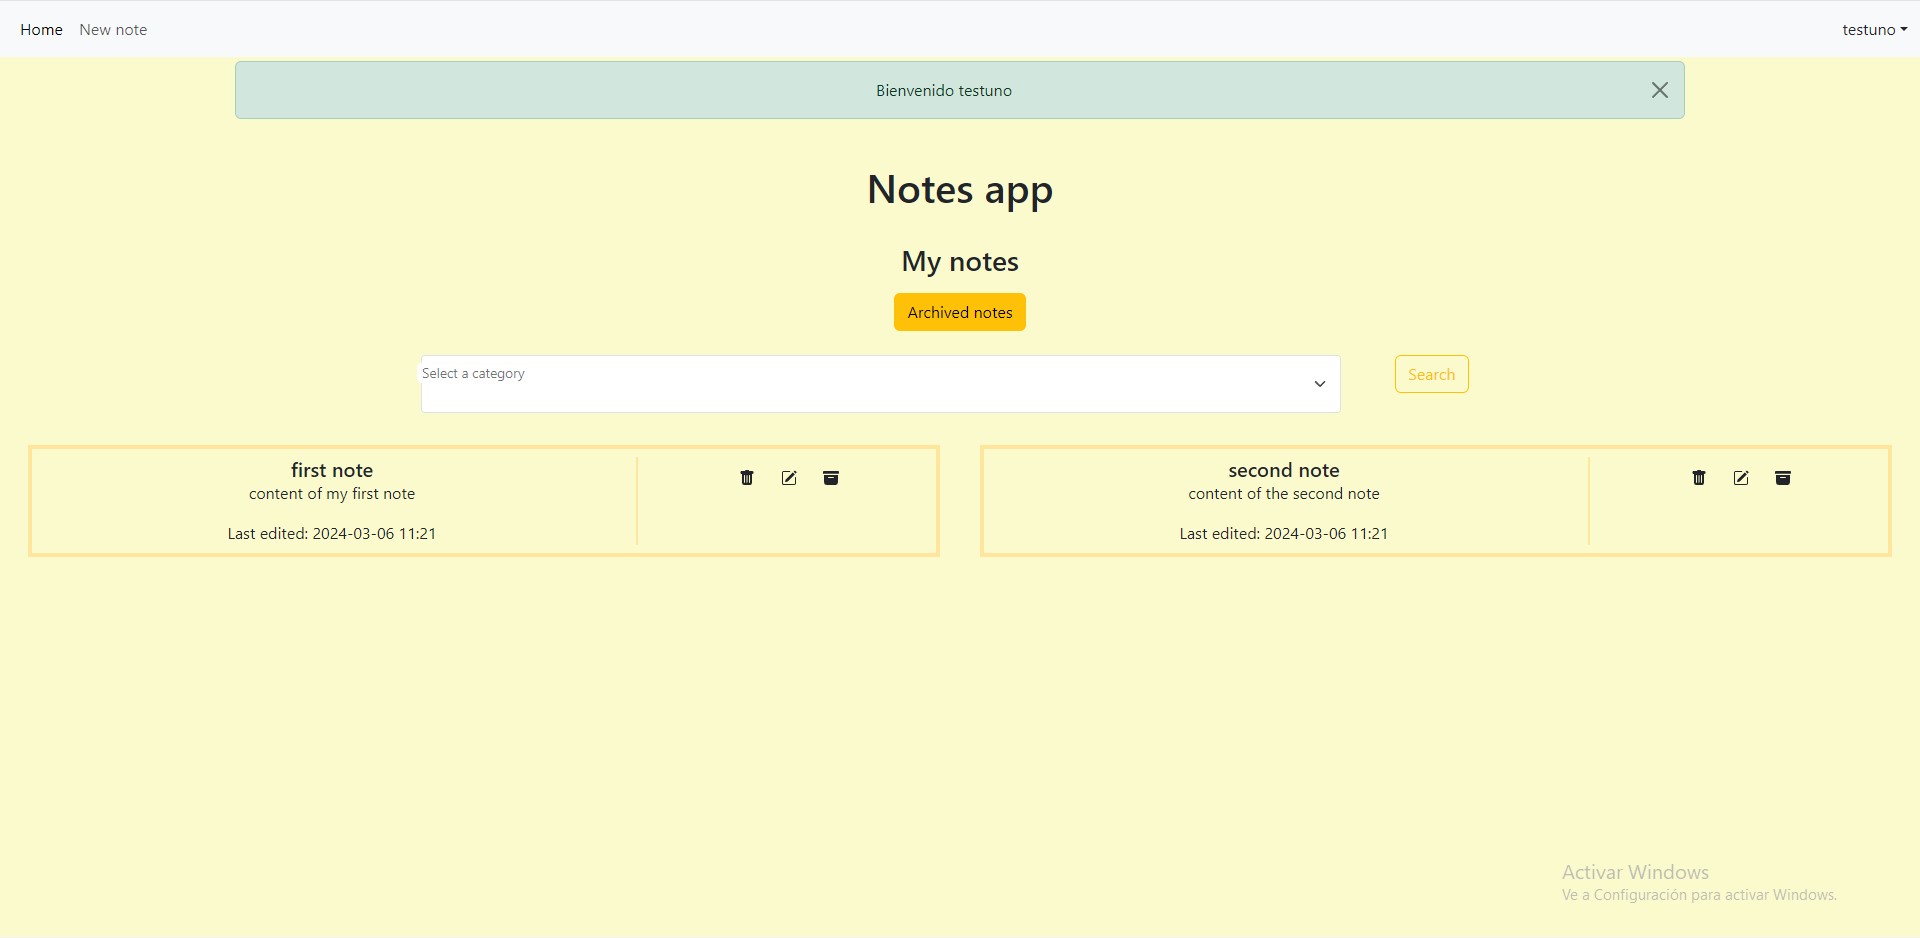 Home New note testuno
Bienvenido testuno
Notes app
My notes
Archived notes
Select a category
Search
first note
content of my first note
Last edited: 2024-03-06 11:21
second note
content of the second note
Last edited: 2024-03-06 11:21
Activar Windows
Ve a Configuración para activar Windows.